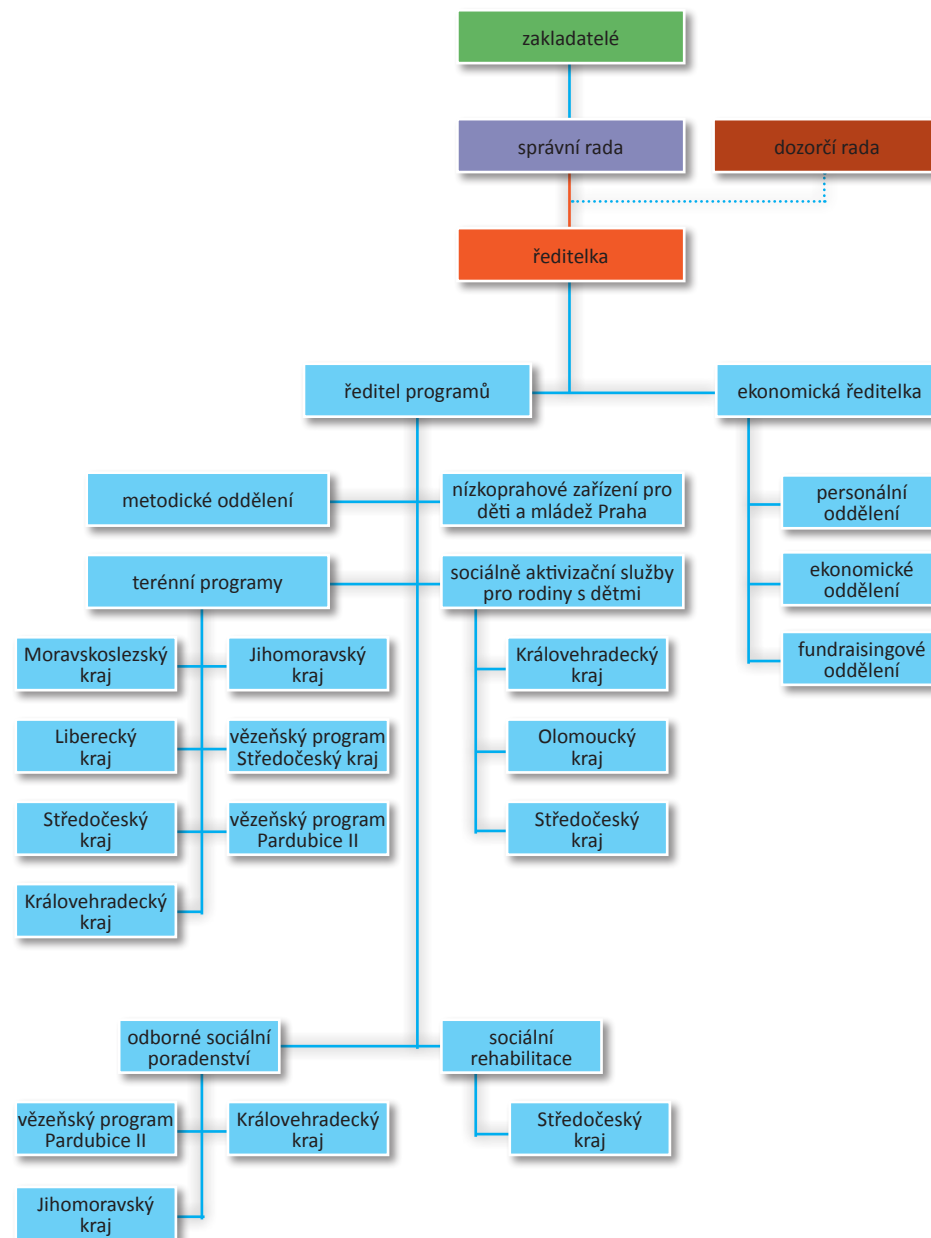 zakladatelé
správní rada
dozorčí rada
ředitelka
ředitel programů
ekonomická ředitelka
metodické oddělení
nízkoprahové zařízení pro
děti a mládež Praha
personální
oddělení
terénní programy
sociálně aktivizační služby
pro rodiny s dětmi
ekonomické
oddělení
Moravskoslezský
kraj
Jihomoravský
kraj
Královehradecký
kraj
fundraisingové
oddělení
Liberecký
kraj
vězeňský program
Středočeský kraj
Olomoucký
kraj
Středočeský
kraj
vězeňský program
Pardubice II
Středočeský
kraj
Královehradecký
kraj
odborné sociální
poradenství
sociální
rehabilitace
vězeňský program
Pardubice II
Královehradecký
kraj
Středočeský
kraj
Jihomoravský
kraj